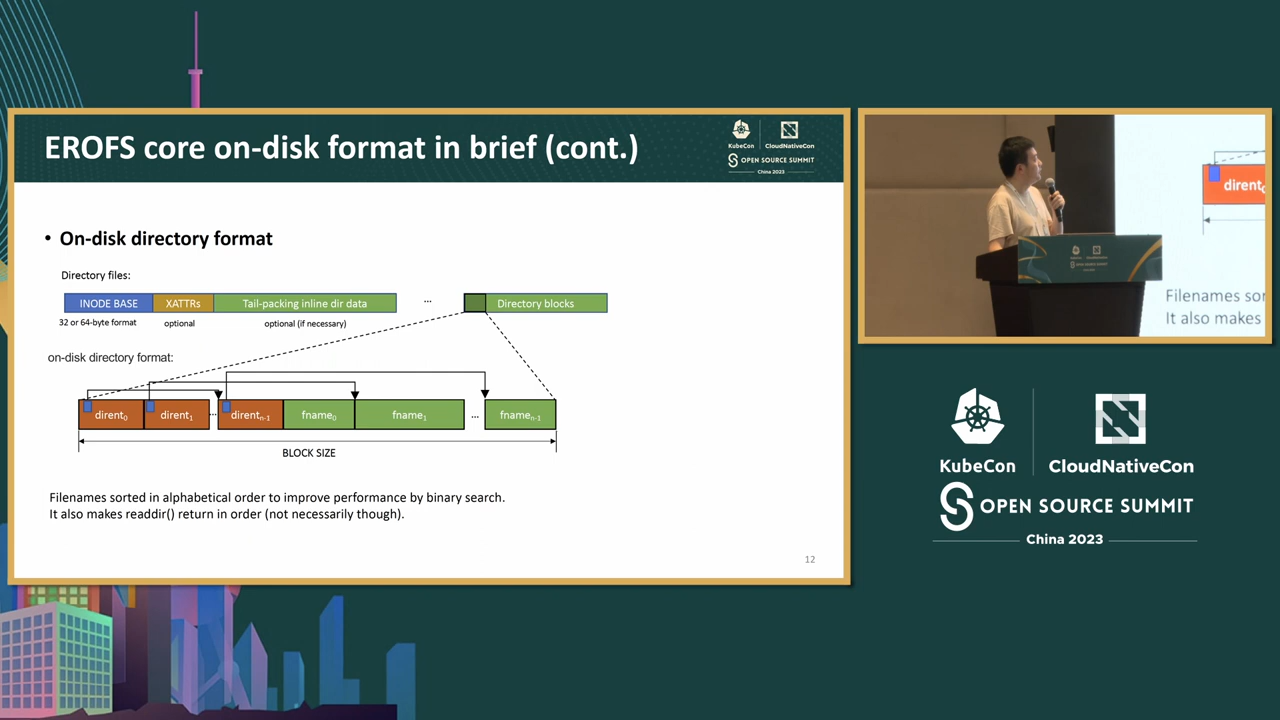 EROFS core on-disk format in brief (cont.)
KubeCon
CloudNativeCon
OPEN SOURCE SUMMIT
China 2023
• On-disk directory format
Directory files:
INODE BASE
XATTRs
Tail-packing inline dir data
...
Directory blocks
32 or 64-byte format
optional
optional (if necessary)
on-disk directory format:
dirent0
dirent1
...
direntn-1
fname0
fname1
...
fnamen-1
BLOCK SIZE
Filenames sorted in alphabetical order to improve performance by binary search.
It also makes readdir() return in order (not necessarily though).
12
Filenames
It also makes
KubeCon
CloudNativeCon
OPEN SOURCE SUMMIT
China 2023